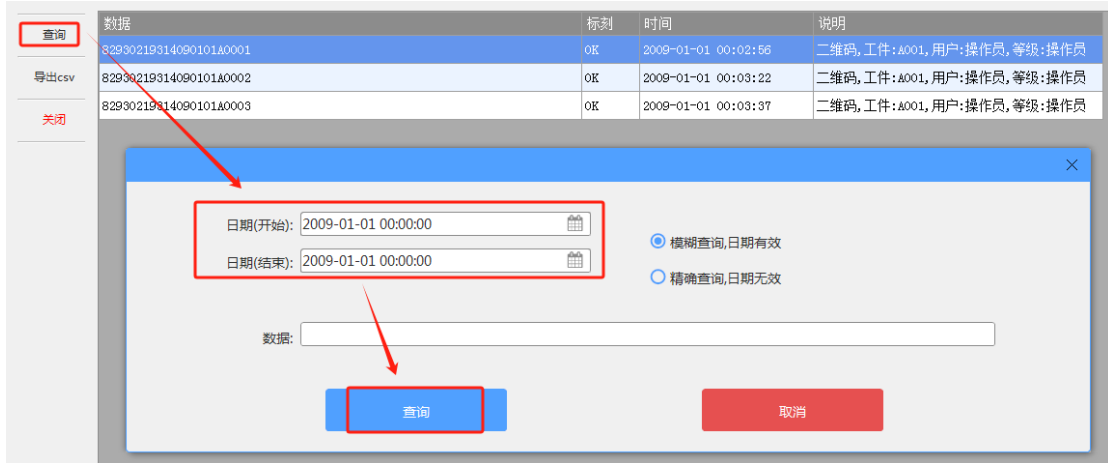 查询
导出csv
关闭
数据 标刻 时间 说明
82930219314090101A0001 OK 2009-01-01 00:02:56 二维码,工件:A001,用户:操作员,等级:操作员
82930219314090101A0002 OK 2009-01-01 00:03:22 二维码,工件:A001,用户:操作员,等级:操作员
82930219314090101A0003 OK 2009-01-01 00:03:37 二维码,工件:A001,用户:操作员,等级:操作员
日期(开始): 2009-01-01 00:00:00
日期(结束): 2009-01-01 00:00:00
模糊查询,日期有效
精确查询,日期无效
数据:
查询
取消